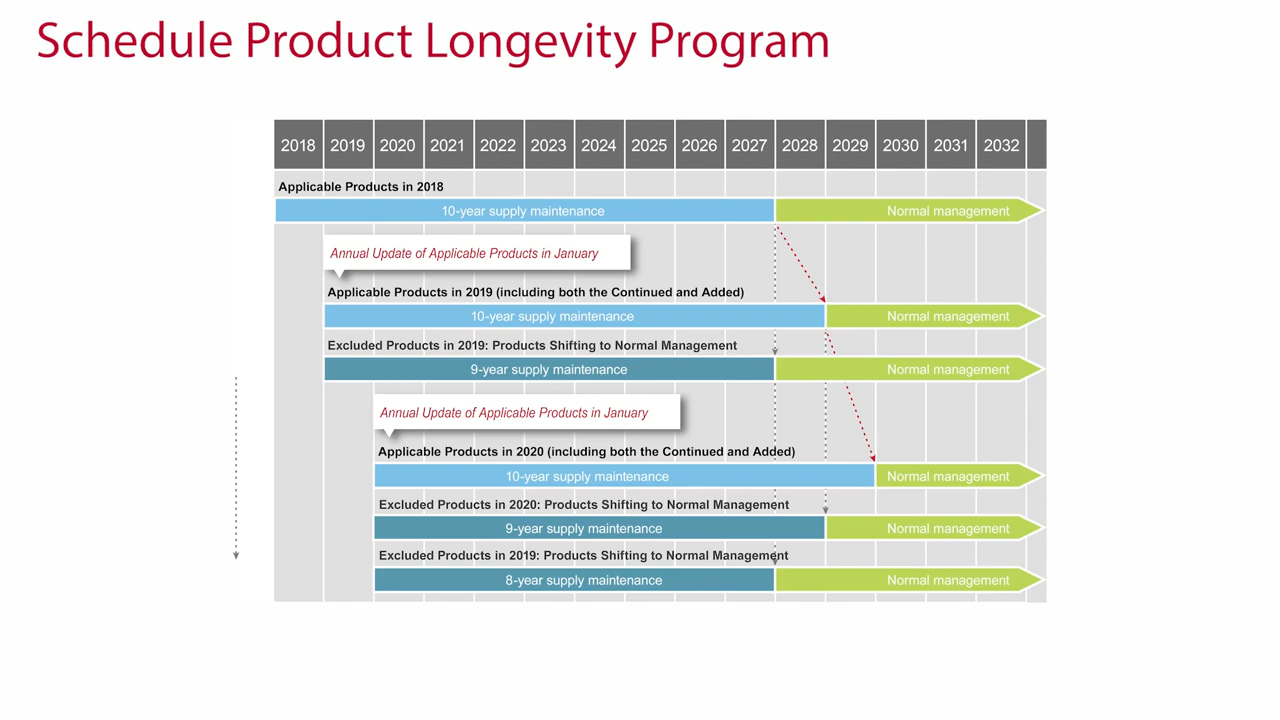 Schedule Product Longevity Program
2018 2019 2020 2021 2022 2023 2024 2025 2026 2027 2028 2029 2030 2031 2032
Applicable Products in 2018
10-year supply maintenance Normal management
Annual Update of Applicable Products in January
Applicable Products in 2019 (including both the Continued and Added)
10-year supply maintenance Normal management
Excluded Products in 2019: Products Shifting to Normal Management
9-year supply maintenance Normal management
Annual Update of Applicable Products in January
Applicable Products in 2020 (including both the Continued and Added)
10-year supply maintenance Normal management
Excluded Products in 2020: Products Shifting to Normal Management
9-year supply maintenance Normal management
Excluded Products in 2019: Products Shifting to Normal Management
8-year supply maintenance Normal management